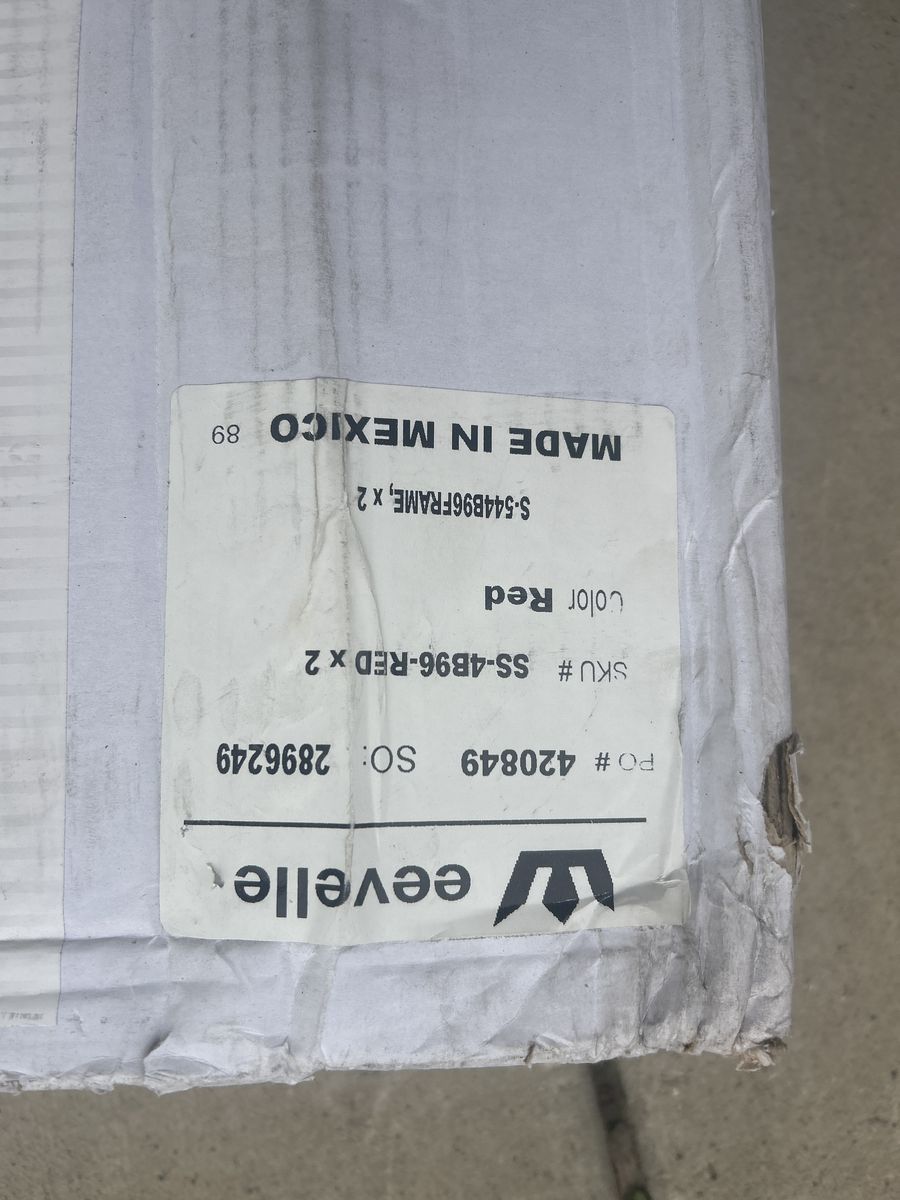 eevelle
PO # 420849 SO: 2896249
SKU # SS-4B96-RED x 2
Color Red
S-544B96FRAME, x 2
MADE IN MEXICO 89